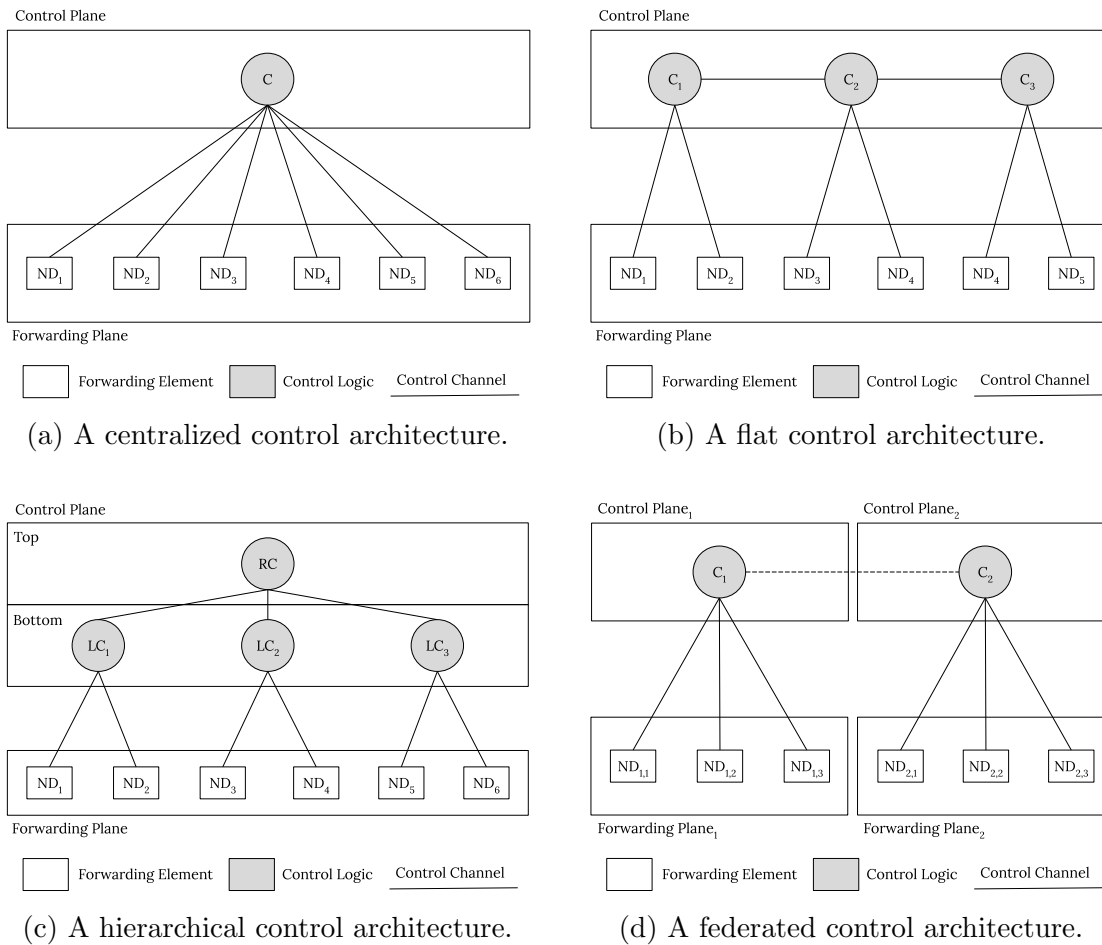 Control Plane
C
ND1 ND2 ND3 ND4 ND5 ND6
Forwarding Plane
Forwarding Element Control Logic Control Channel
(a) A centralized control architecture.
Control Plane
C1 C2 C3
ND1 ND2 ND3 ND4 ND4 ND5
Forwarding Plane
Forwarding Element Control Logic Control Channel
(b) A flat control architecture.
Control Plane
Top
RC
Bottom
LC1 LC2 LC3
ND1 ND2 ND3 ND4 ND5 ND6
Forwarding Plane
Forwarding Element Control Logic Control Channel
(c) A hierarchical control architecture.
Control Plane1 Control Plane2
C1 C2
ND1,1 ND1,2 ND1,3 ND2,1 ND2,2 ND2,3
Forwarding Plane1 Forwarding Plane2
Forwarding Element Control Logic Control Channel
(d) A federated control architecture.